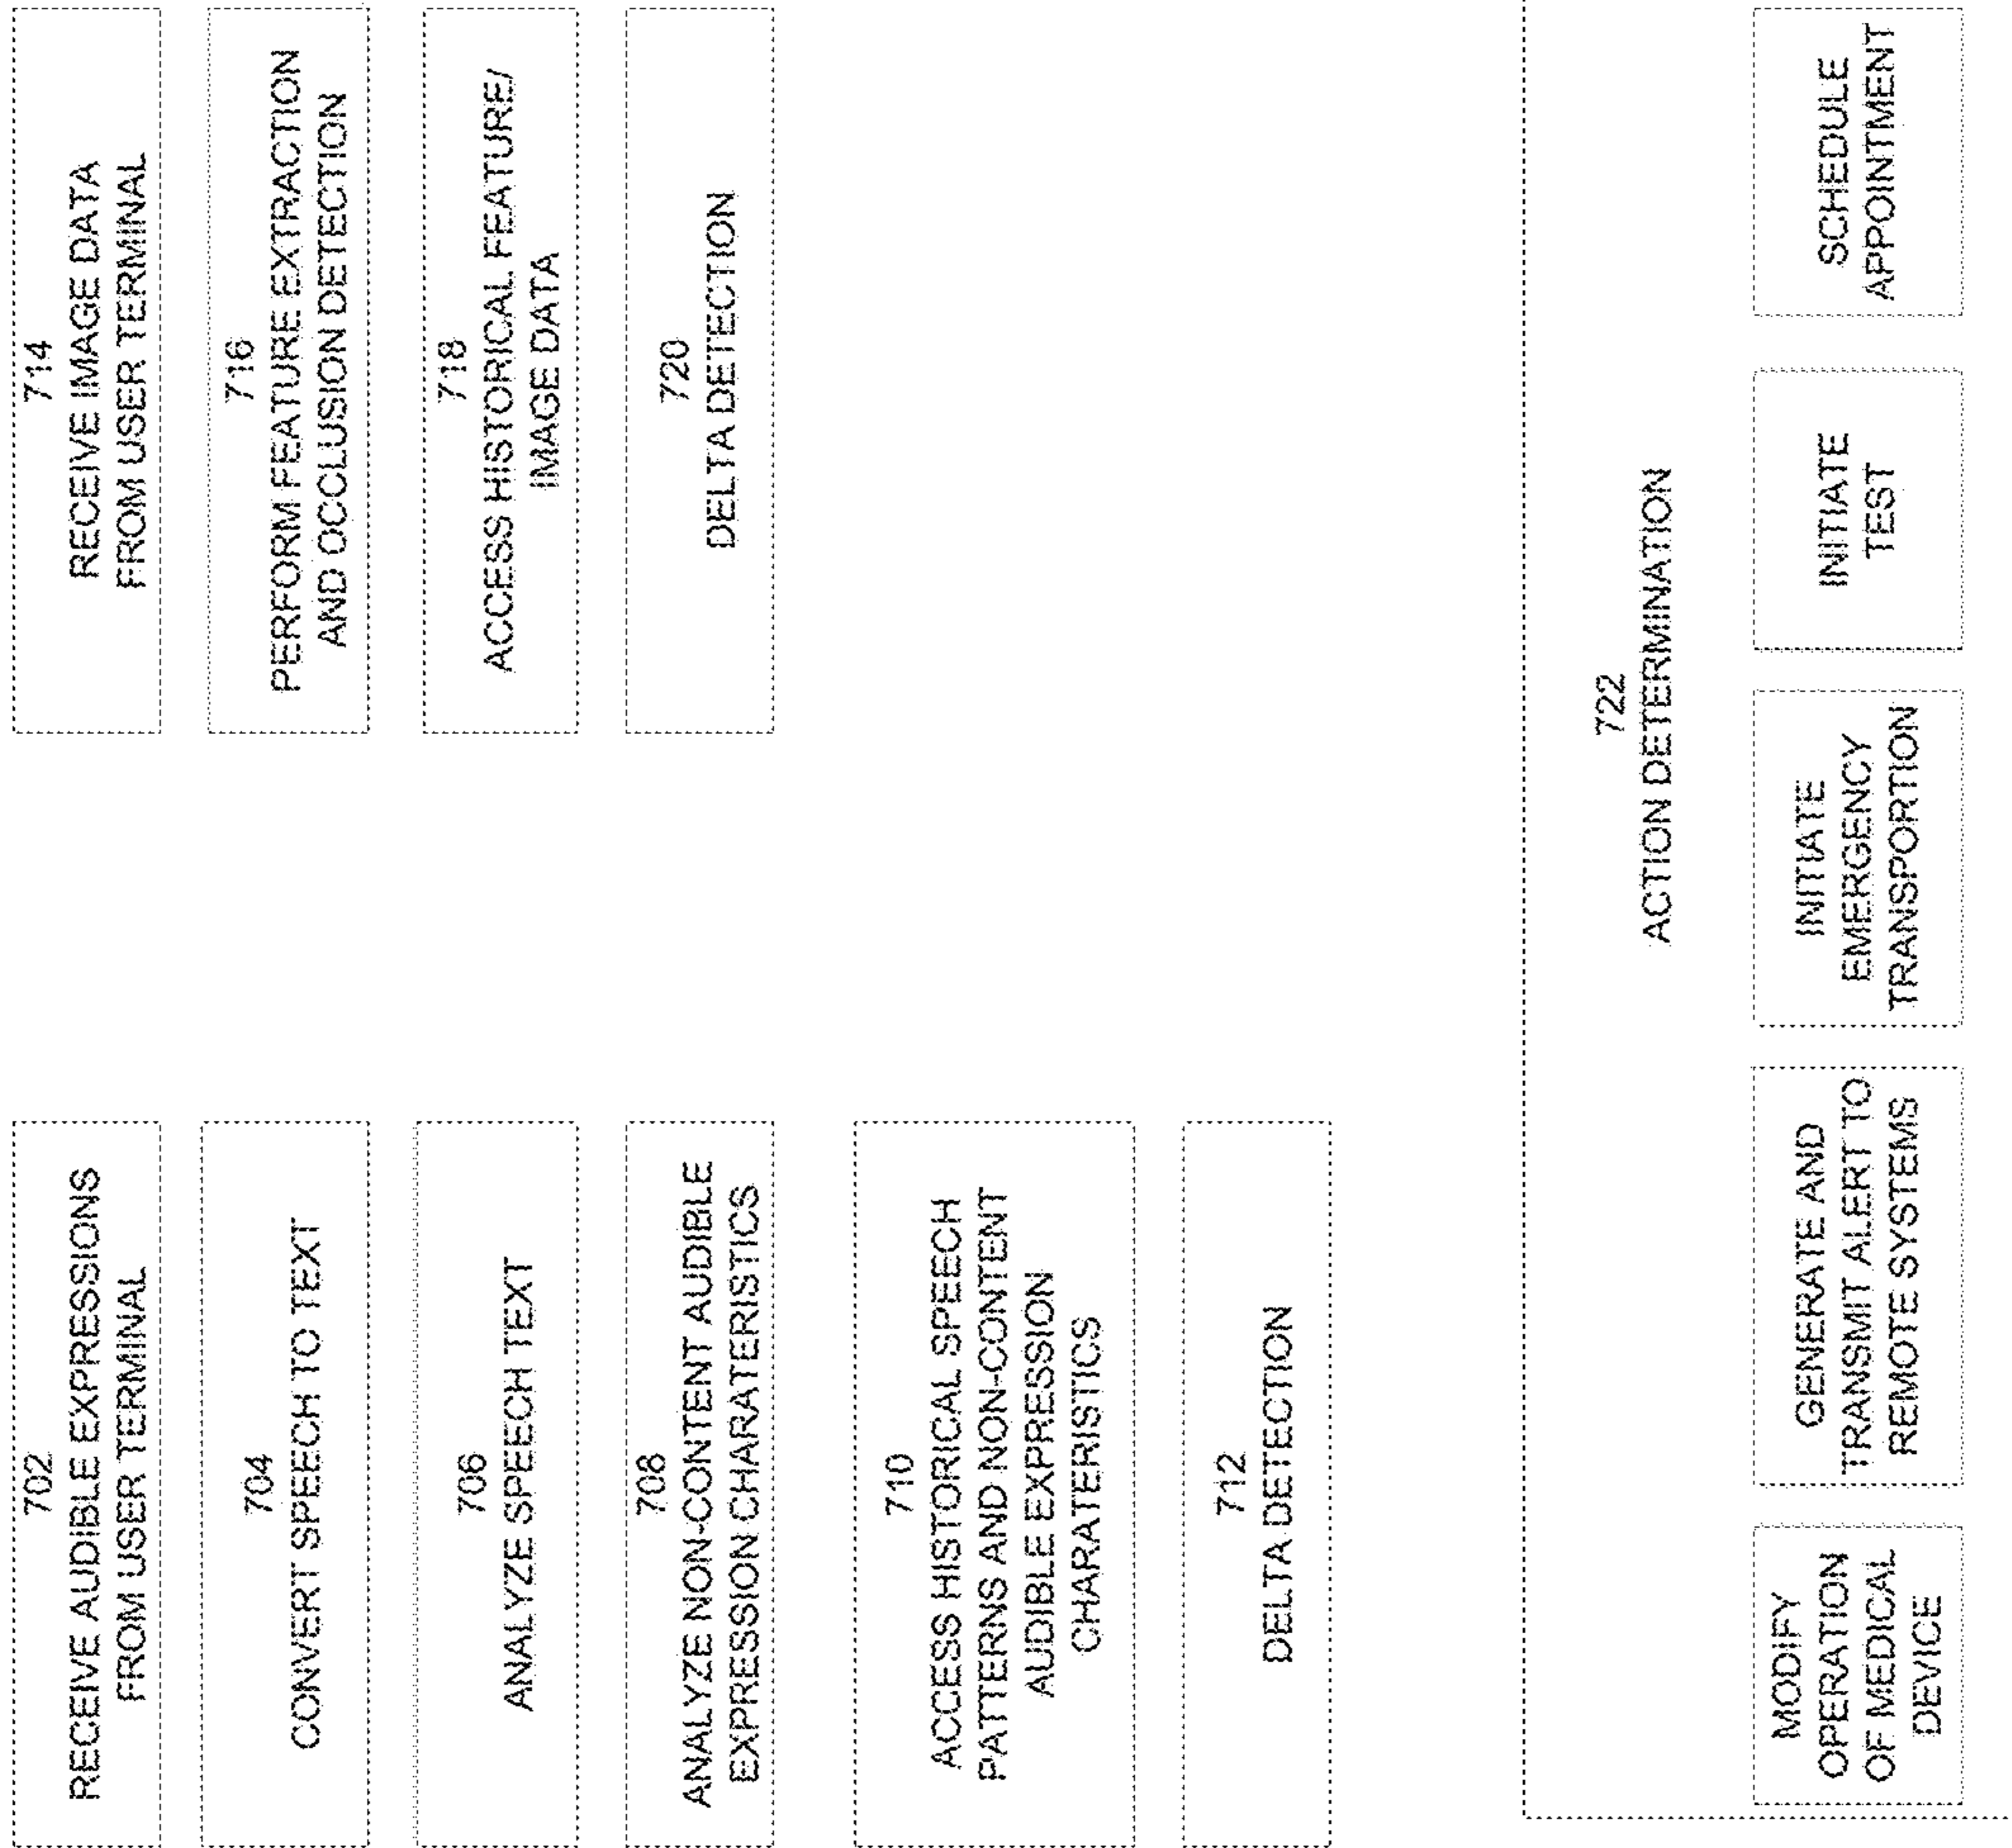 702
RECEIVE AUDIBLE EXPRESSIONS
FROM USER TERMINAL
704
CONVERT SPEECH TO TEXT
706
ANALYZE SPEECH TEXT
708
ANALYZE NON-CONTENT AUDIBLE
EXPRESSION CHARATERISTICS
710
ACCESS HISTORICAL SPEECH
PATTERNS AND NON-CONTENT
AUDIBLE EXPRESSION
CHARATERISTICS
712
DELTA DETECTION
714
RECEIVE IMAGE DATA
FROM USER TERMINAL
716
PERFORM FEATURE EXTRACTION
AND OCCLUSION DETECTION
718
ACCESS HISTORICAL FEATURE/
IMAGE DATA
720
DELTA DETECTION
722
ACTION DETERMINATION
MODIFY
OPERATION
OF MEDICAL
DEVICE
GENERATE AND
TRANSMIT ALERT TO
REMOTE SYSTEMS
INITIATE
EMERGENCY
TRANSPORTION
INITIATE
TEST
SCHEDULE
APPOINTMENT